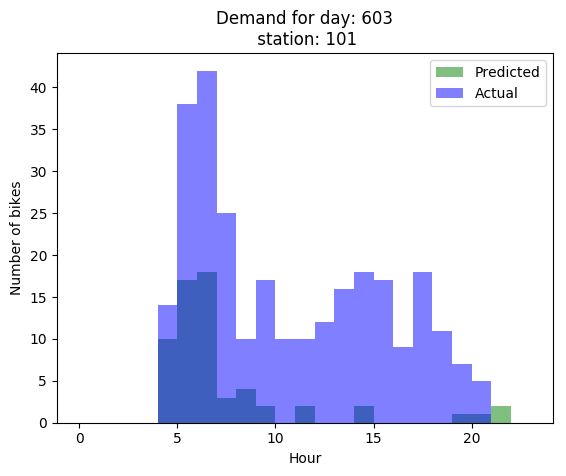 Demand for day: 603
station: 101
Predicted
Actual
Number of bikes
40
35
30
25
20
15
10
5
0
0 5 10 15 20
Hour